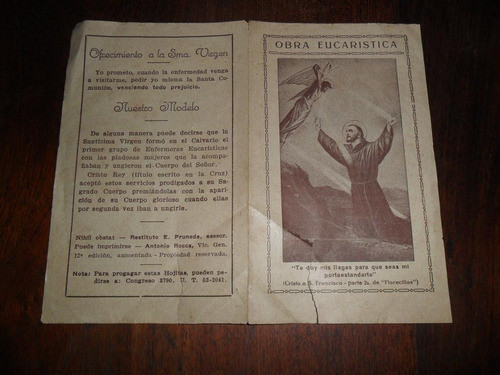 Ofrecimiento a la Sma. Virgen
Yo prometo, cuando la enfermedad venga
a visitarme, pedir yo misma la Santa Co-
munión, venciendo todo prejuicio.
Nuestro Modelo
De alguna manera puede decirse que la
Santísima Virgen formó en el Calvario el
primer grupo de Enfermeras Eucarísticas
con las piadosas mujeres que la acompa-
ñaban y ungieron el Cuerpo del Señor.
Cristo Rey (título escrito en la Cruz)
aceptó estos servicios prodigados a su Sa-
grado Cuerpo premiándolas con la apari-
ción de su Cuerpo glorioso cuando ellas
por segunda vez iban a ungirle.
Nihil obstat — Restituto E. Pruneda, asesor.
Puede imprimirse — Antonio Rocca, Vic. Gen.
12ª edición, aumentada - Propiedad reservada.
Nota: Para propagar estas Hojitas, pueden pe-
dirse a: Congreso 3790. U. T. 52-2041.
OBRA EUCARISTICA
"Te doy mis llagas para que seas mi
portaestandarte"
(Cristo a S. Francisco - parte 2a. de "Florecillas")